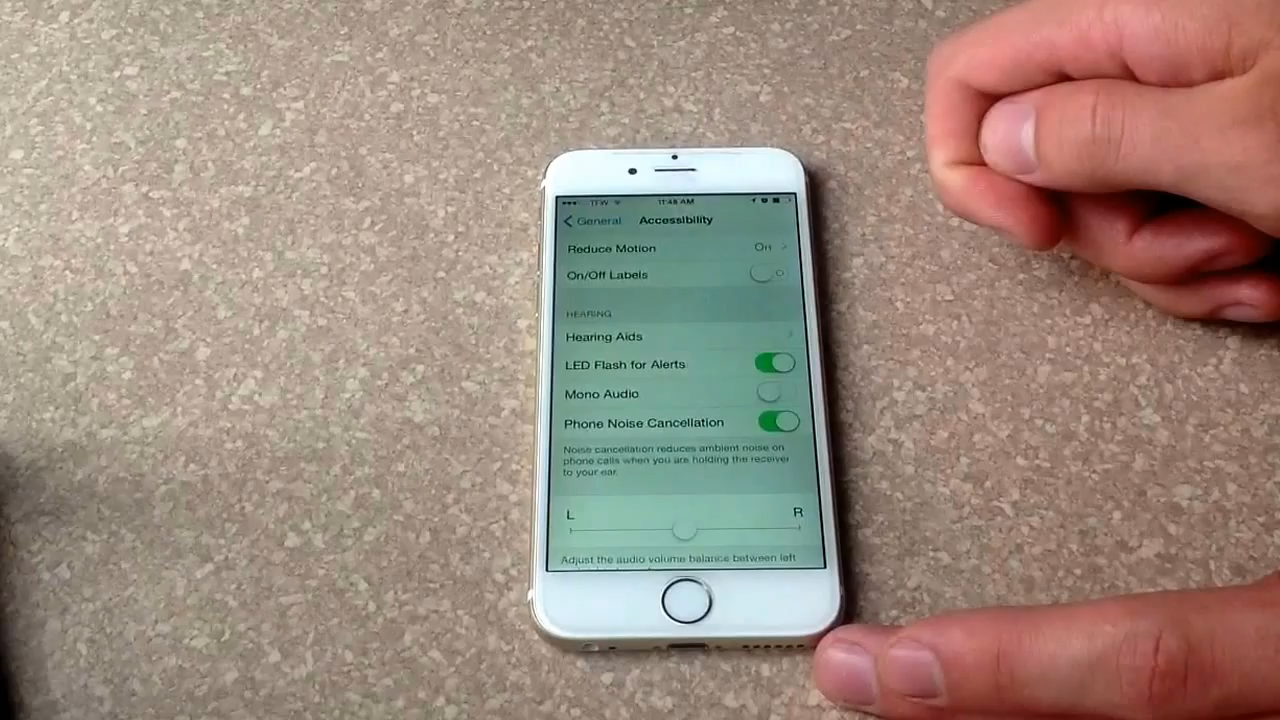 TFW 11:48 AM
General Accessibility
Reduce Motion On
On/Off Labels
HEARING
Hearing Aids
LED Flash for Alerts
Mono Audio
Phone Noise Cancellation
Noise cancellation reduces ambient noise on
phone calls when you are holding the receiver
to your ear.
L R
Adjust the audio volume balance between left